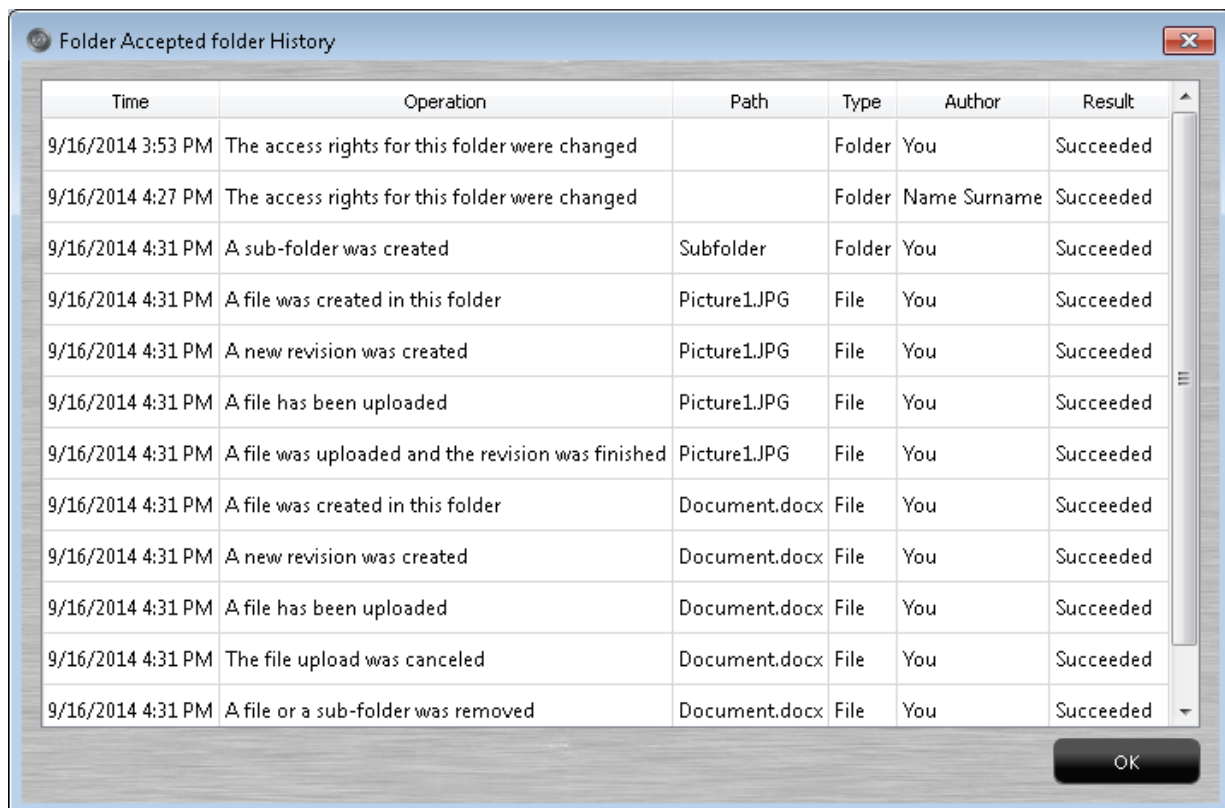 Folder Accepted folder History
Time Operation Path Type Author Result
9/16/2014 3:53 PM The access rights for this folder were changed Folder You Succeeded
9/16/2014 4:27 PM The access rights for this folder were changed Folder Name Surname Succeeded
9/16/2014 4:31 PM A sub-folder was created Subfolder Folder You Succeeded
9/16/2014 4:31 PM A file was created in this folder Picture1.JPG File You Succeeded
9/16/2014 4:31 PM A new revision was created Picture1.JPG File You Succeeded
9/16/2014 4:31 PM A file has been uploaded Picture1.JPG File You Succeeded
9/16/2014 4:31 PM A file was uploaded and the revision was finished Picture1.JPG File You Succeeded
9/16/2014 4:31 PM A file was created in this folder Document.docx File You Succeeded
9/16/2014 4:31 PM A new revision was created Document.docx File You Succeeded
9/16/2014 4:31 PM A file has been uploaded Document.docx File You Succeeded
9/16/2014 4:31 PM The file upload was canceled Document.docx File You Succeeded
9/16/2014 4:31 PM A file or a sub-folder was removed Document.docx File You Succeeded
OK